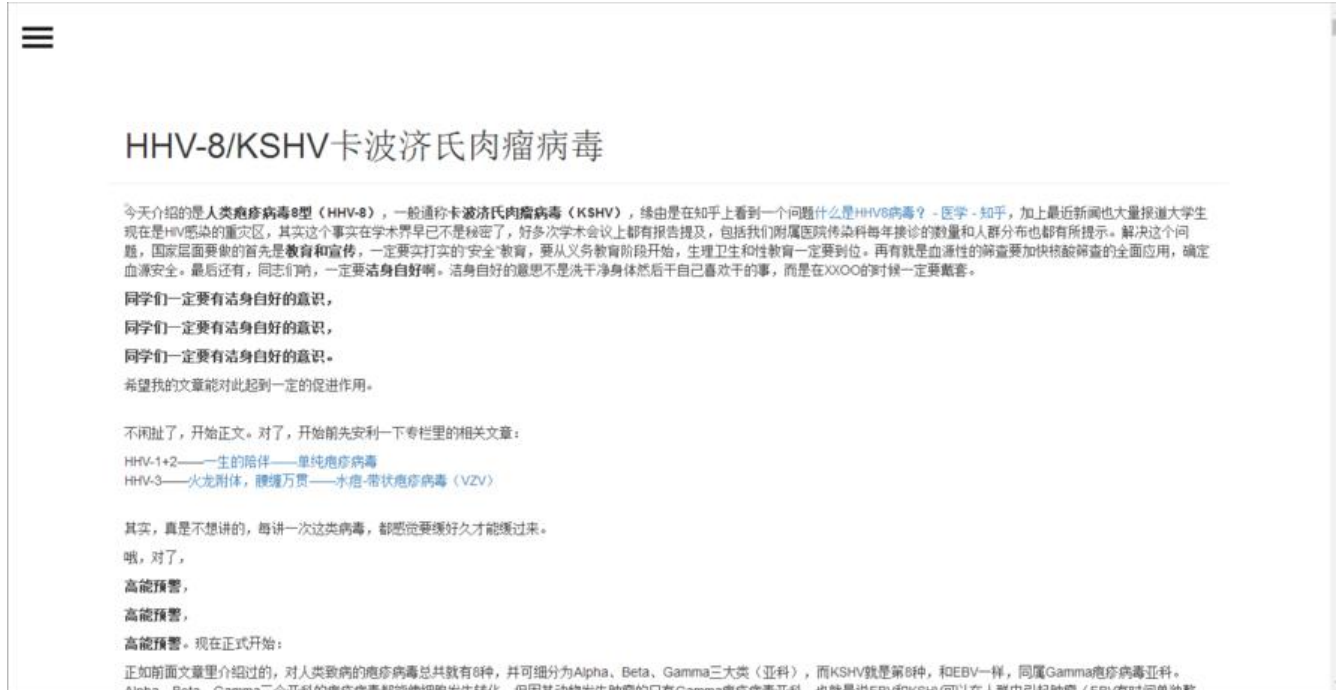 HHV-8/KSHV卡波济氏肉瘤病毒
今天介绍的是人类疱疹病毒8型（HHV-8），一般通称卡波济氏肉瘤病毒（KSHV），缘由是在知乎上看到一个问题什么是HHV8病毒？ - 医学 - 知乎，加上最近新闻也大量报道大学生
现在是HIV感染的重灾区，其实这个事实在学术界早已不是秘密了，好多次学术会议上都有报告提及，包括我们附属医院传染科每年接诊的数量和人群分布也都有所提示。解决这个问
题，国家层面要做的首先是教育和宣传，一定要实打实的“安全”教育，要从义务教育阶段开始，生理卫生和性教育一定要到位。再有就是血源性的筛查要加快核酸筛查的全面应用，确定
血源安全。最后还有，同志们呐，一定要洁身自好啊。洁身自好的意思不是洗干净身体然后干自己喜欢干的事，而是在XXOO的时候一定要戴套。
同学们一定要有洁身自好的意识，
同学们一定要有洁身自好的意识，
同学们一定要有洁身自好的意识。
希望我的文章能对此起到一定的促进作用。
不闲扯了，开始正文。对了，开始前先安利一下专栏里的相关文章：
HHV-1+2——一生的陪伴——单纯疱疹病毒
HHV-3——火龙附体，腰缠万贯——水痘-带状疱疹病毒（VZV）
其实，真是不想讲的，每讲一次这类病毒，都感觉要缓好久才能缓过来。
哦，对了，
高能预警，
高能预警，
高能预警。现在正式开始：
正如前面文章里介绍过的，对人类致病的疱疹病毒总共就有8种，并可细分为Alpha、Beta、Gamma三大类（亚科），而KSHV就是第8种，和EBV一样，同属Gamma疱疹病毒亚科。